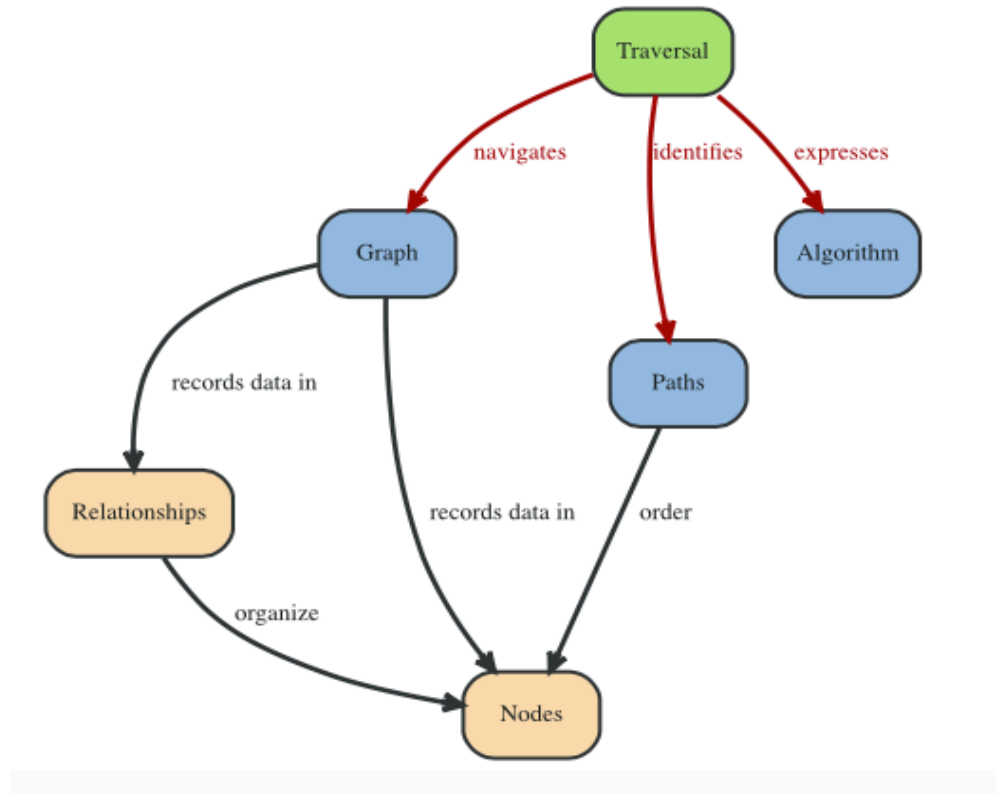 Traversal
navigates
identifies
expresses
Graph
Algorithm
records data in
Paths
Relationships
records data in
order
organize
Nodes